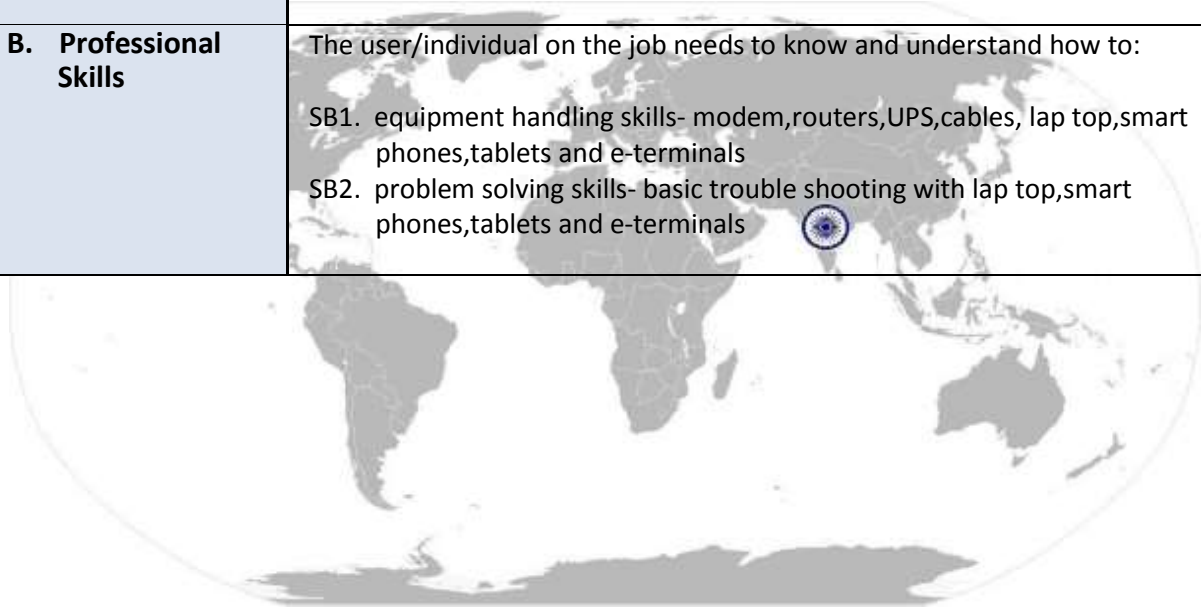 B. Professional
Skills
The user/individual on the job needs to know and understand how to:
SB1. equipment handling skills- modem,routers,UPS,cables, lap top,smart
phones,tablets and e-terminals
SB2. problem solving skills- basic trouble shooting with lap top,smart
phones,tablets and e-terminals